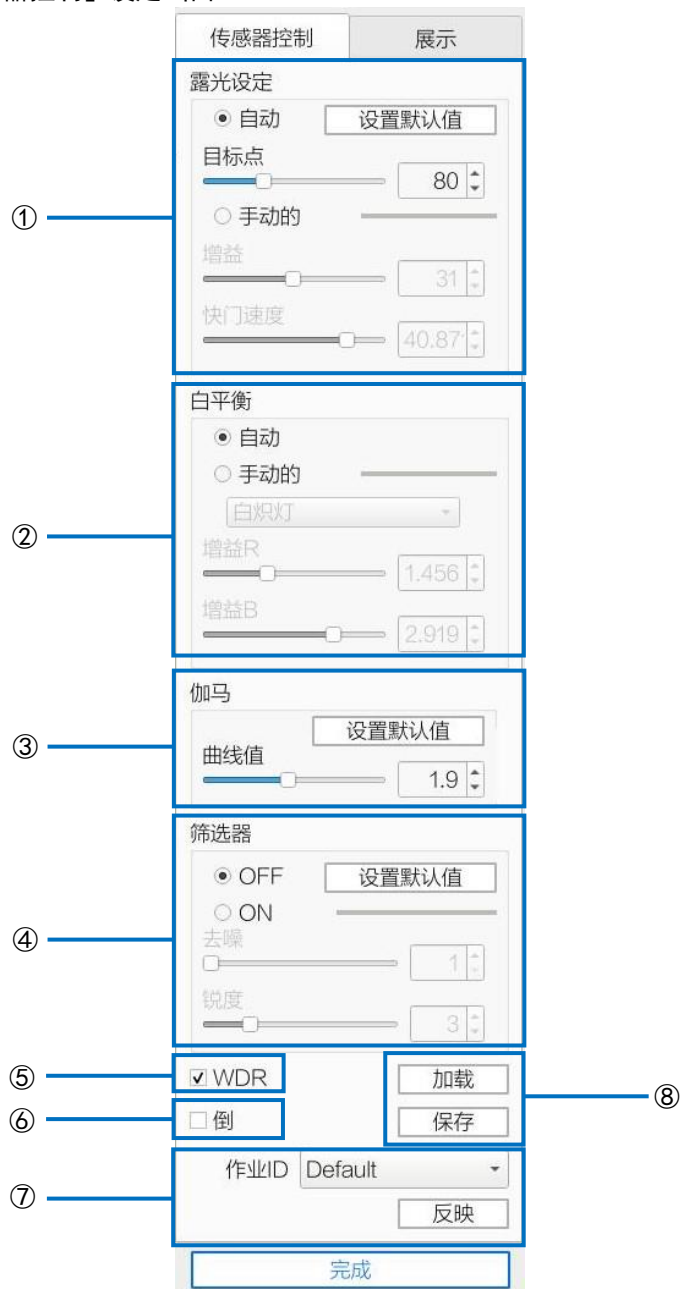 传感器控制 展示
露光设定
自动 设置默认值
目标点
80
① 手动的
增益
31
快门速度
40.87
白平衡
自动
手动的
② 白炽灯
增益R
1.456
增益B
2.919
伽马
设置默认值
③ 曲线值
1.9
筛选器
OFF 设置默认值
ON
④ 去噪
1
锐度
3
⑤ WDR 加载 ⑧
⑥ 倒 保存
作业ID Default
⑦ 反映
完成